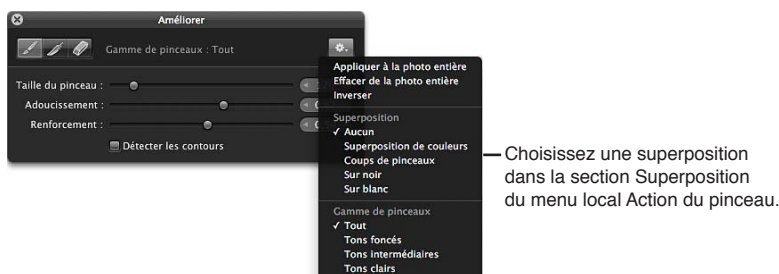 Améliorer
Gamme de pinceaux : Tout
Taille du pinceau :
Adoucissement :
Renforcement :
Détecter les contours
Appliquer à la photo entière
Effacer de la photo entière
Inverser
Superposition
✓ Aucun
Superposition de couleurs
Coups de pinceaux
Sur noir
Sur blanc
Gamme de pinceaux
✓ Tout
Tons foncés
Tons intermédiaires
Tons clairs
Choisissez une superposition
dans la section Superposition
du menu local Action du pinceau.